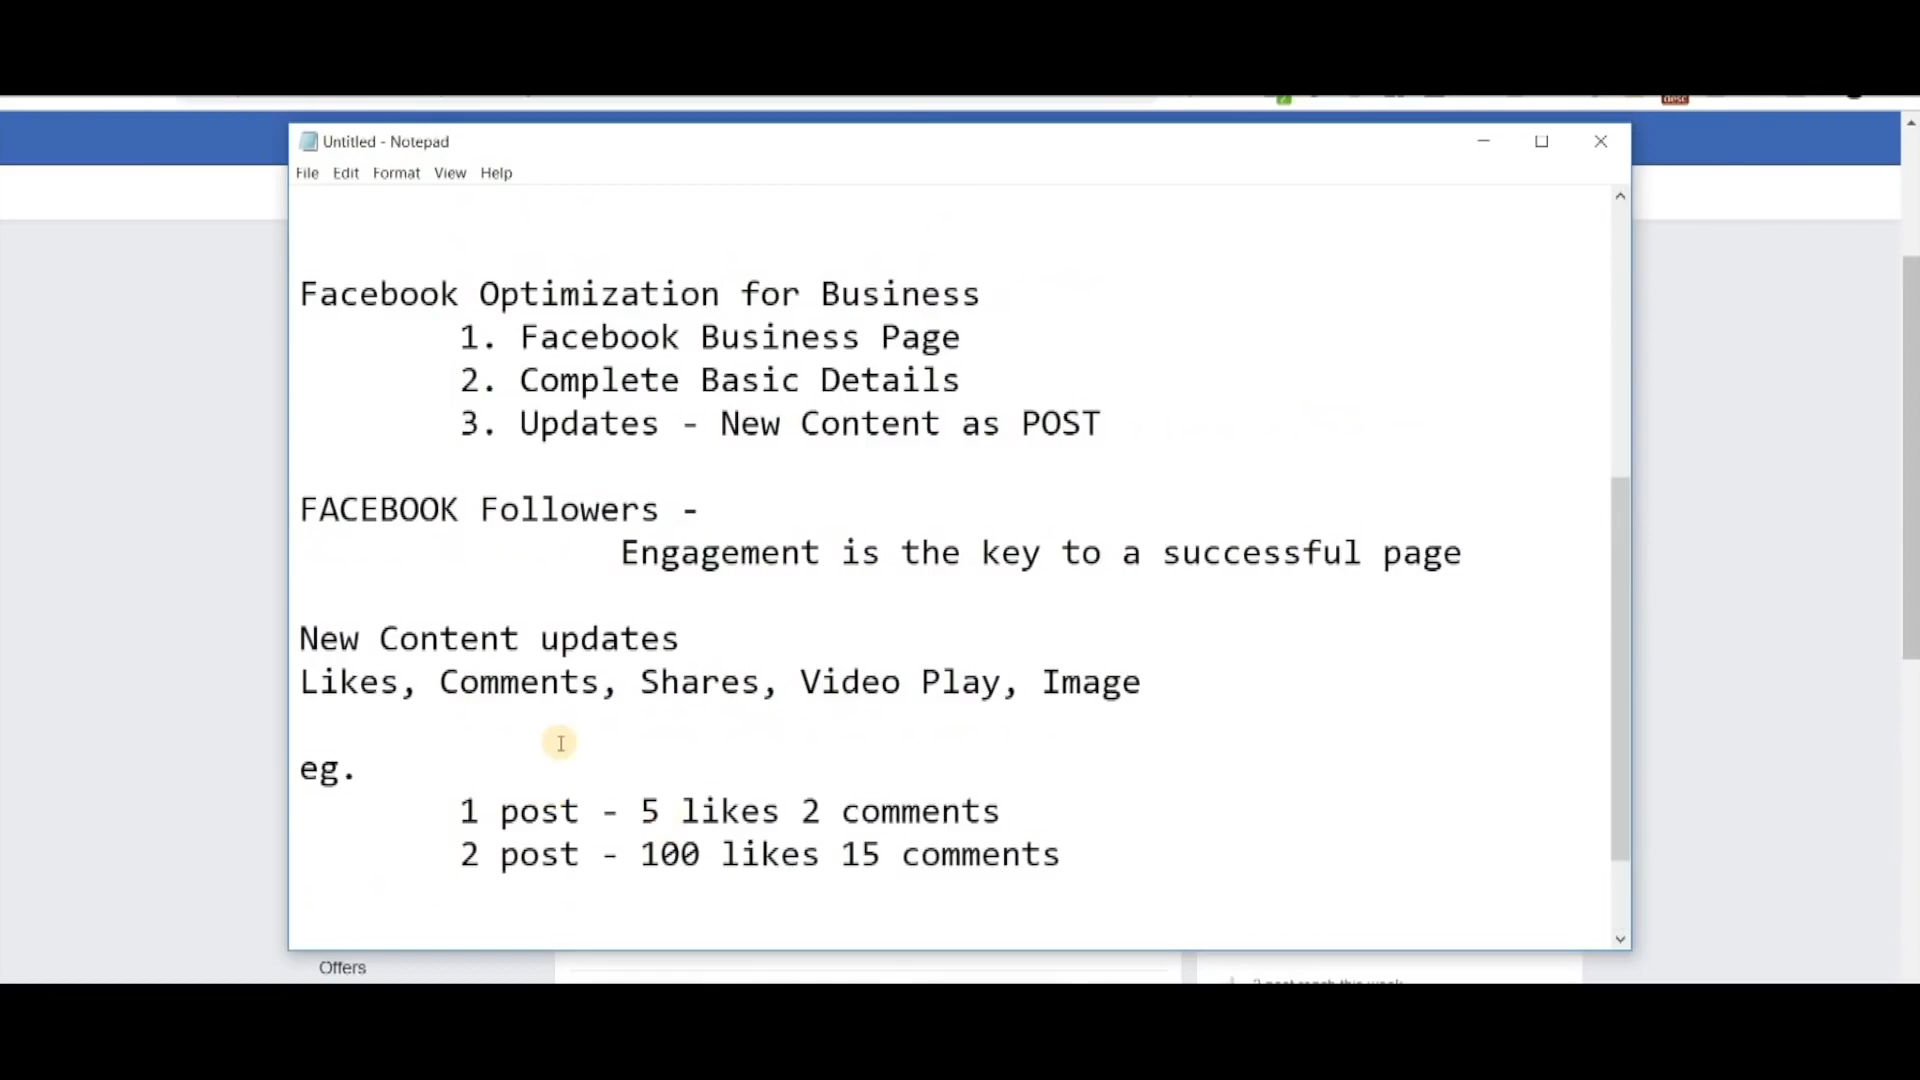 desc
Untitled - Notepad
File Edit Format View Help
Facebook Optimization for Business
1. Facebook Business Page
2. Complete Basic Details
3. Updates - New Content as POST
FACEBOOK Followers -
Engagement is the key to a successful page
New Content updates
Likes, Comments, Shares, Video Play, Image
eg.
1 post - 5 likes 2 comments
2 post - 100 likes 15 comments
Offers